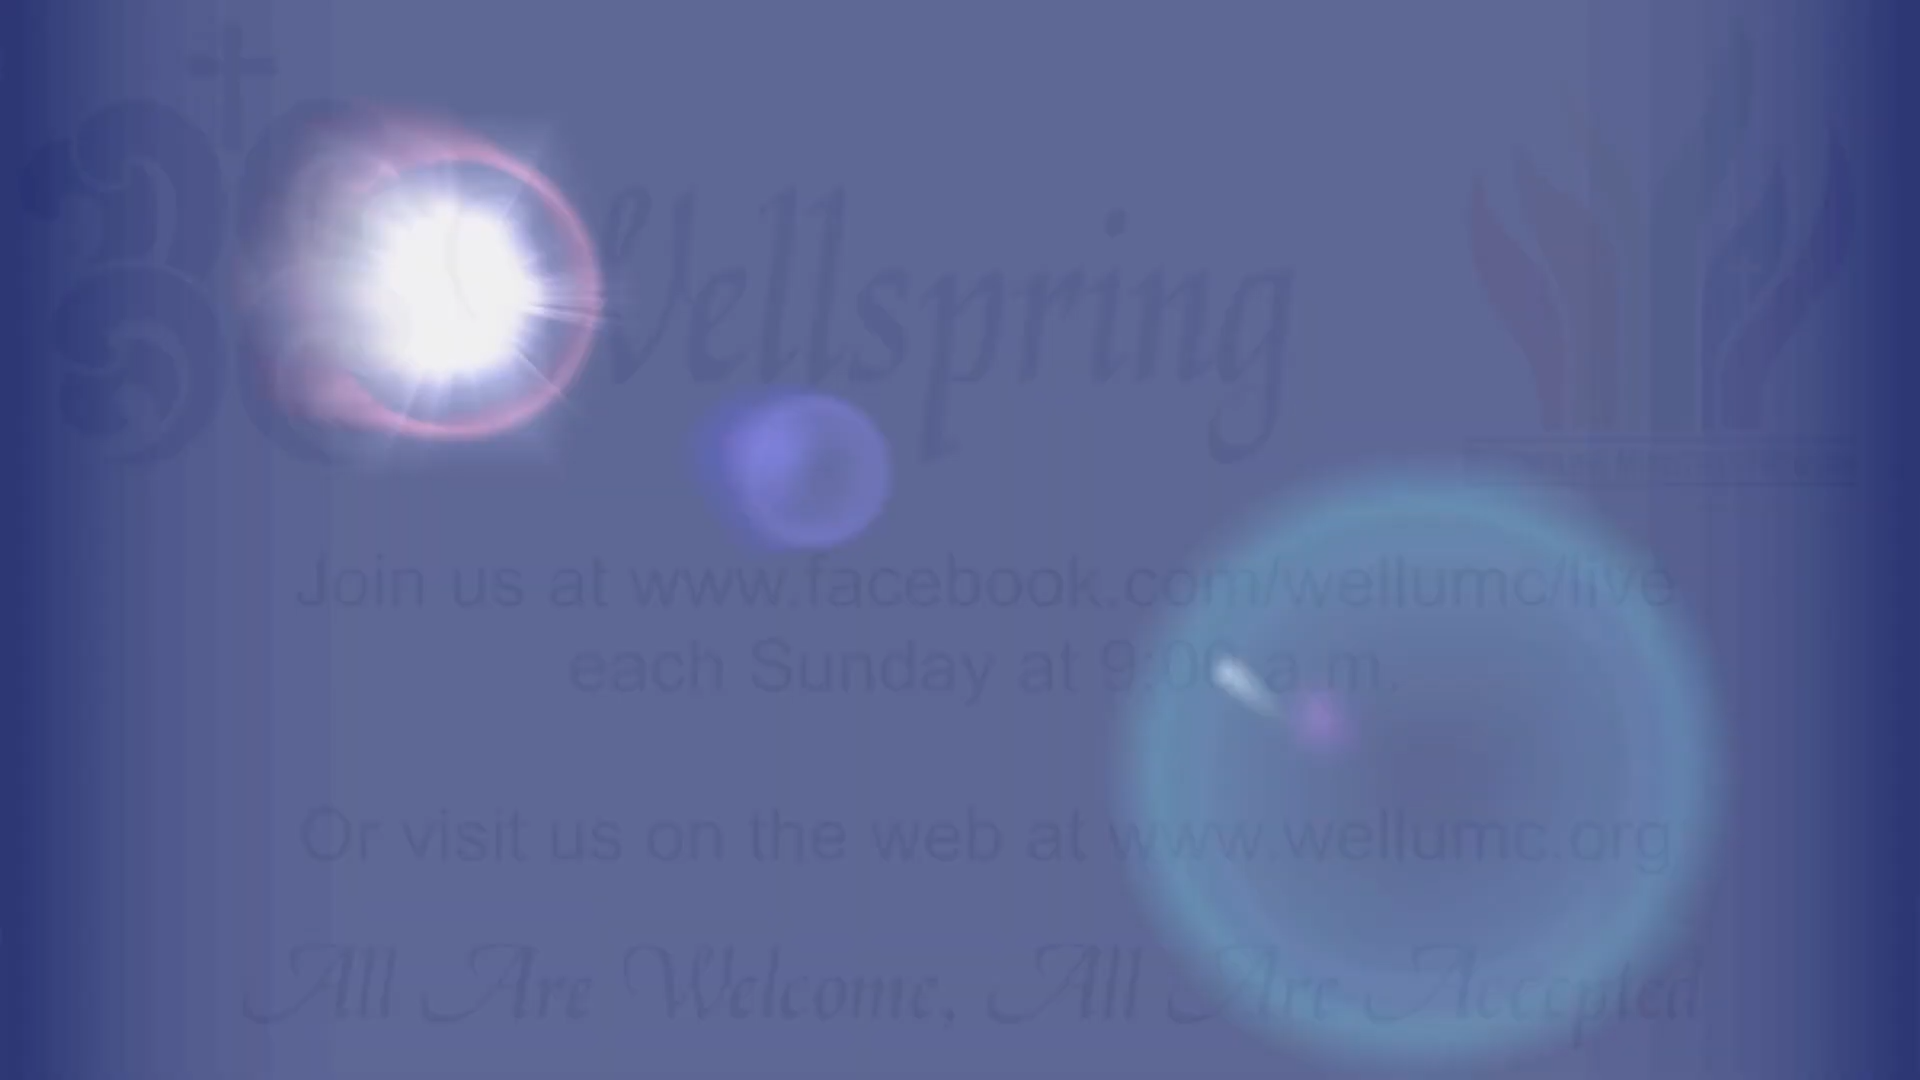 Wellspring
Join us at www.facebook.com/wellumc/live
each Sunday at 9:00 a.m.
Or visit us on the web at www.wellumc.org
All Are Welcome, All Are Accepted